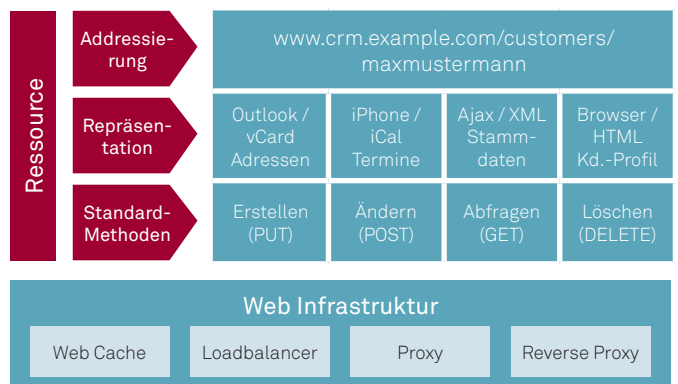 Ressource
Addressie-
rung
www.crm.example.com/customers/
maxmustermann
Repräsen-
tation
Outlook /
vCard
Adressen
iPhone /
iCal
Termine
Ajax / XML
Stamm-
daten
Browser /
HTML
Kd.-Profil
Standard-
Methoden
Erstellen
(PUT)
Ändern
(POST)
Abfragen
(GET)
Löschen
(DELETE)
Web Infrastruktur
Web Cache
Loadbalancer
Proxy
Reverse Proxy